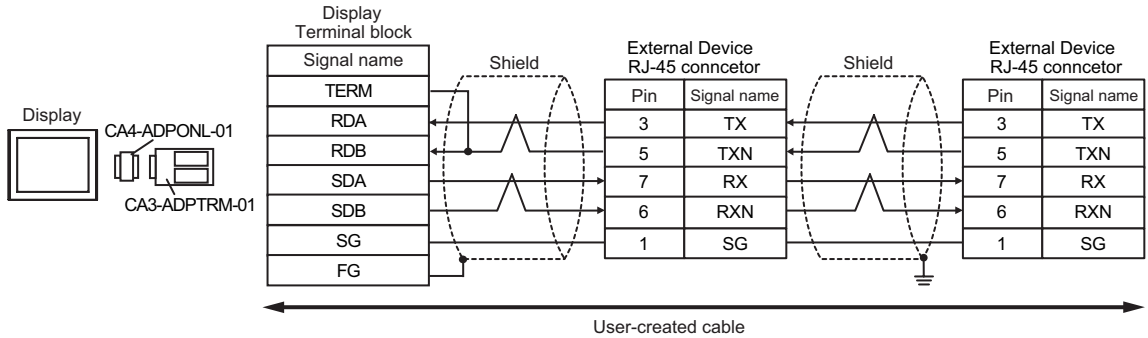 Display
Terminal block
Signal name
TERM
RDA
RDB
SDA
SDB
SG
FG
Display
CA4-ADPONL-01
CA3-ADPTRM-01
Shield
External Device
RJ-45 conncetor
Pin Signal name
3 TX
5 TXN
7 RX
6 RXN
1 SG
Shield
External Device
RJ-45 conncetor
Pin Signal name
3 TX
5 TXN
7 RX
6 RXN
1 SG
User-created cable